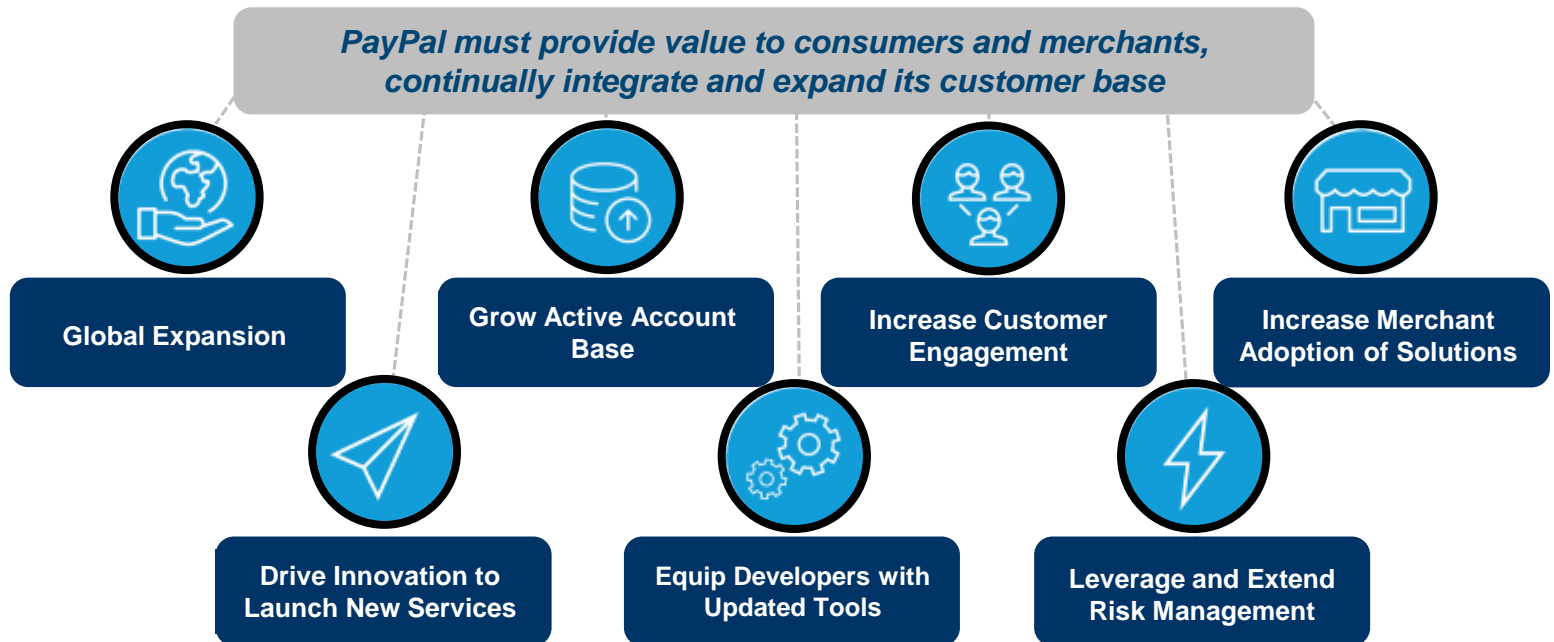 PayPal must provide value to consumers and merchants,
continually integrate and expand its customer base
Global Expansion
Grow Active Account
Base
Increase Customer
Engagement
Increase Merchant
Adoption of Solutions
Drive Innovation to
Launch New Services
Equip Developers with
Updated Tools
Leverage and Extend
Risk Management